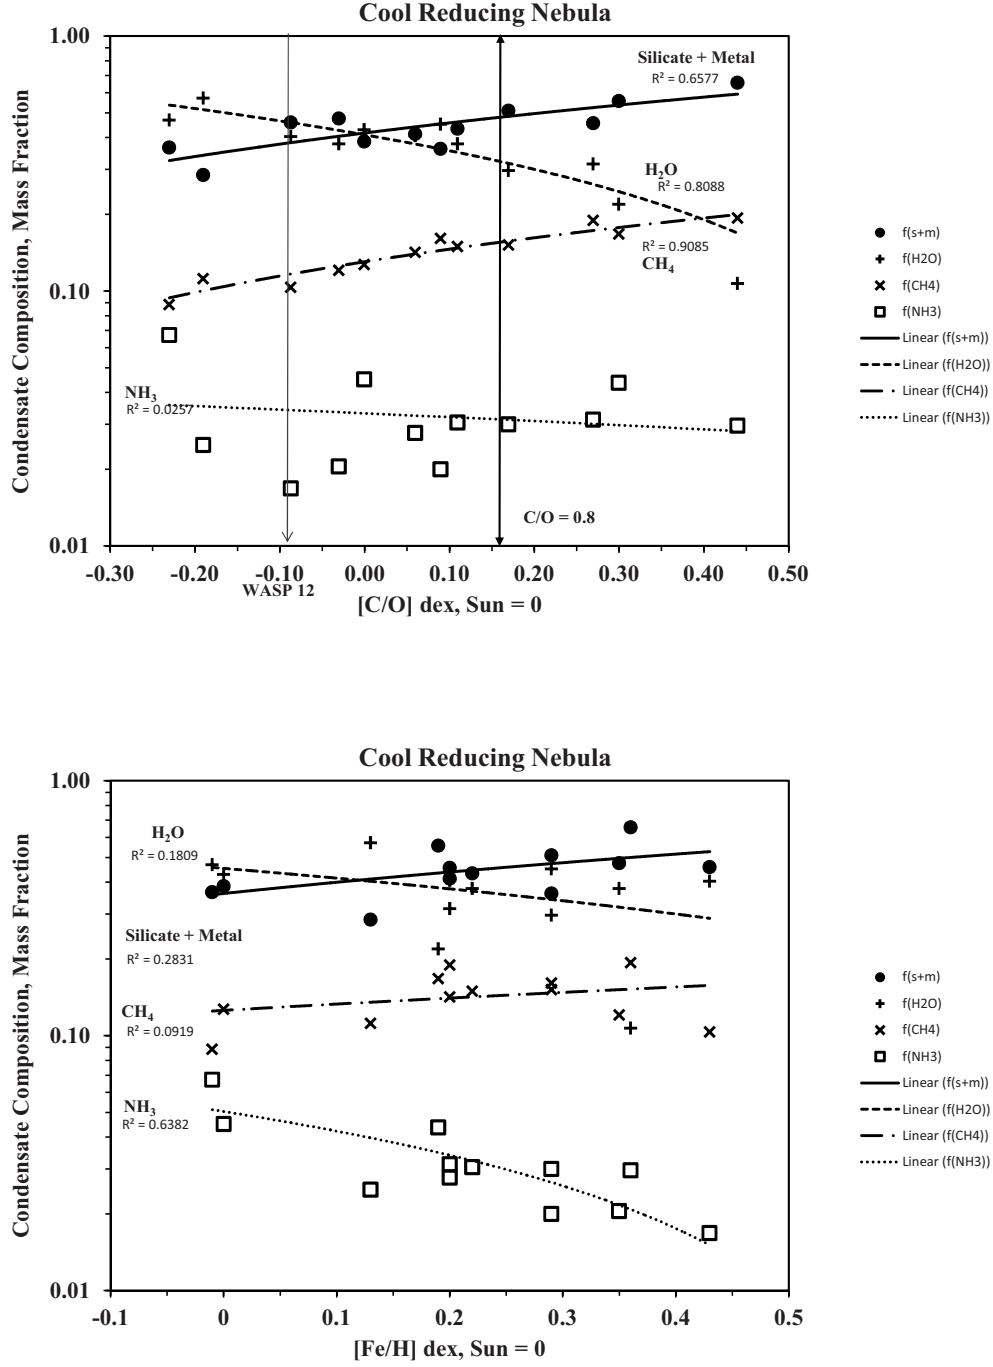 Cool Reducing Nebula
Condensate Composition, Mass Fraction
1.00
0.10
0.01
Silicate + Metal
R² = 0.6577
H₂O
R² = 0.8088
R² = 0.9085
CH₄
NH₃
R² = 0.0257
C/O = 0.8
-0.30 -0.20 -0.10 0.00 0.10 0.20 0.30 0.40 0.50
WASP 12
[C/O] dex, Sun = 0
f(s+m)
f(H2O)
f(CH4)
f(NH3)
Linear (f(s+m))
Linear (f(H2O))
Linear (f(CH4))
Linear (f(NH3))
Cool Reducing Nebula
Condensate Composition, Mass Fraction
1.00
0.10
0.01
H₂O
R² = 0.1809
Silicate + Metal
R² = 0.2831
CH₄
R² = 0.0919
NH₃
R² = 0.6382
-0.1 0 0.1 0.2 0.3 0.4 0.5
[Fe/H] dex, Sun = 0
f(s+m)
f(H2O)
f(CH4)
f(NH3)
Linear (f(s+m))
Linear (f(H2O))
Linear (f(CH4))
Linear (f(NH3))